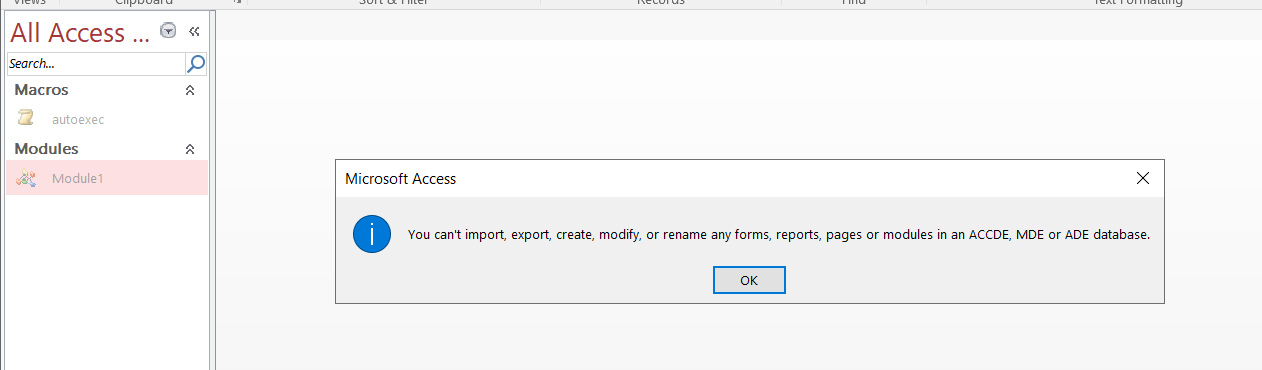 Views Clipboard Sort & Filter Records Find Text Formatting
All Access ...
Search...
Macros
autoexec
Modules
Module1
Microsoft Access
You can't import, export, create, modify, or rename any forms, reports, pages or modules in an ACCDE, MDE or ADE database.
OK